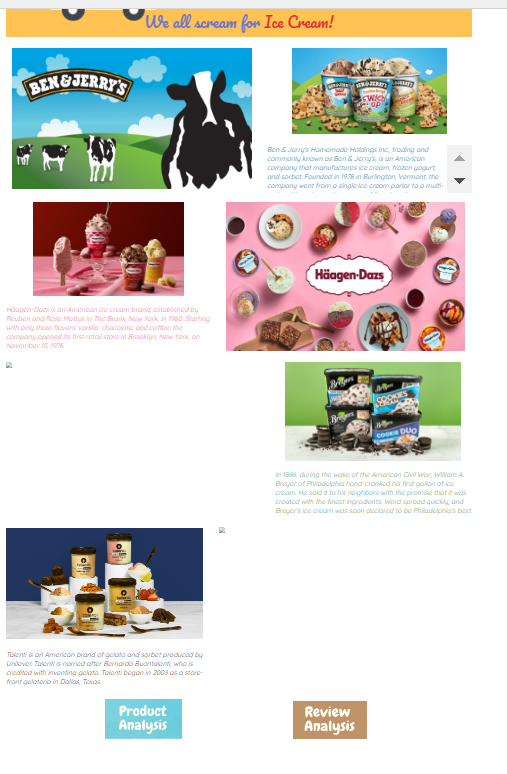 We all scream for Ice Cream!
BEN & JERRY'S
Ben & Jerry's Homemade Holdings Inc., trading and
commonly known as Ben & Jerry's, is an American
company that manufactures ice cream, frozen yogurt,
and sorbet. Founded in 1978 in Burlington, Vermont, the
company went from a single ice cream parlor to a multi-
Häagen-Dazs
Häagen-Dazs is an American ice cream brand, established by
Reuben and Rose Mattus in The Bronx, New York, in 1960. Starting
with only three flavors: vanilla, chocolate, and coffee, the
company opened its first retail store in Brooklyn, New York, on
November 15, 1976.
Breyers
Breyers
COOKIES
Breyers
Breyers
COOKIE DUO
In 1866, during the wake of the American Civil War, William A.
Breyer of Philadelphia hand-cranked his first gallon of ice
cream. He sold it to his neighbors with the promise that it was
created with the finest ingredients. Word spread quickly, and
Breyer's ice cream was soon declared to be Philadelphia's best.
Talenti is an American brand of gelato and sorbet produced by
Unilever. Talenti is named after Bernardo Buontalenti, who is
credited with inventing gelato. Talenti began in 2003 as a store-
front gelateria in Dallas, Texas.
Product
Analysis
Review
Analysis